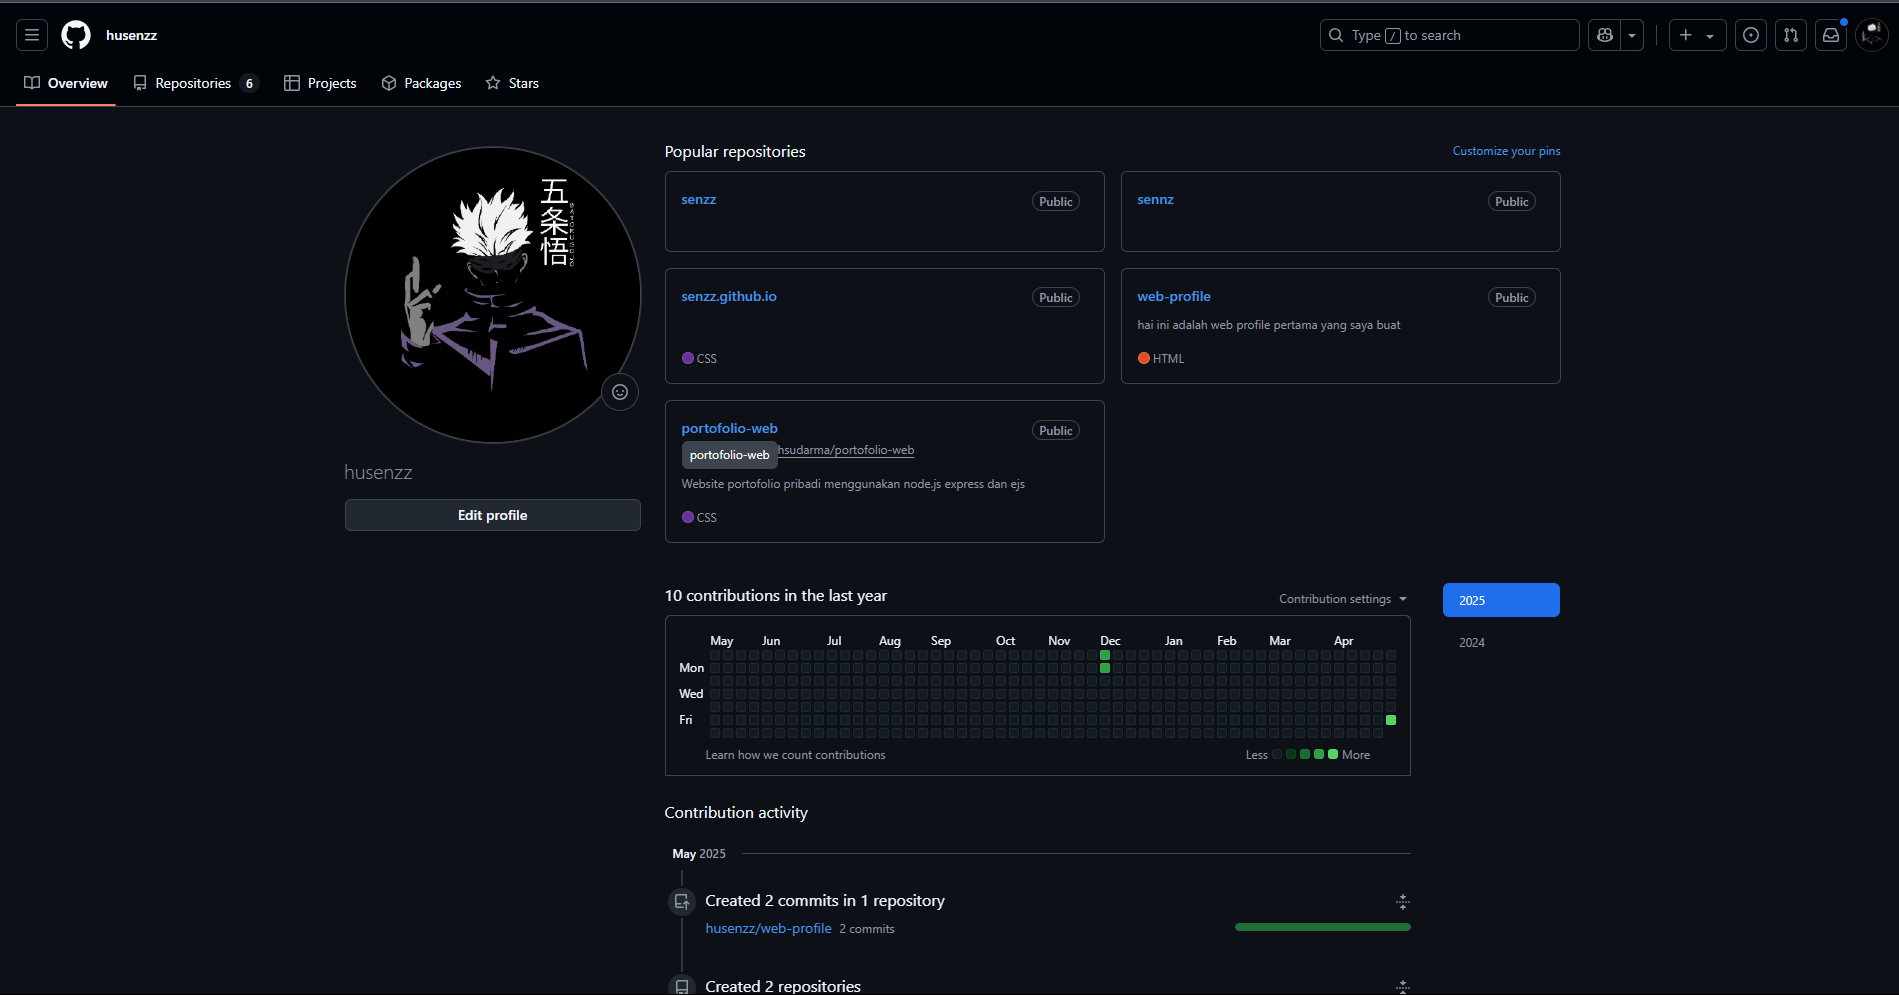 husenzz
Type / to search
Overview
Repositories 6
Projects
Packages
Stars
五条悟
husenzz
Edit profile
Popular repositories
Customize your pins
senzz
Public
sennz
Public
senzz.github.io
Public
CSS
web-profile
Public
hai ini adalah web profile pertama yang saya buat
HTML
portofolio-web
Public
portofolio-web
hsudarma/portofolio-web
Website portofolio pribadi menggunakan node.js express dan ejs
CSS
10 contributions in the last year
Contribution settings
2025
2024
May Jun Jul Aug Sep Oct Nov Dec Jan Feb Mar Apr
Mon
Wed
Fri
Learn how we count contributions
Less More
Contribution activity
May 2025
Created 2 commits in 1 repository
husenzz/web-profile 2 commits
Created 2 repositories